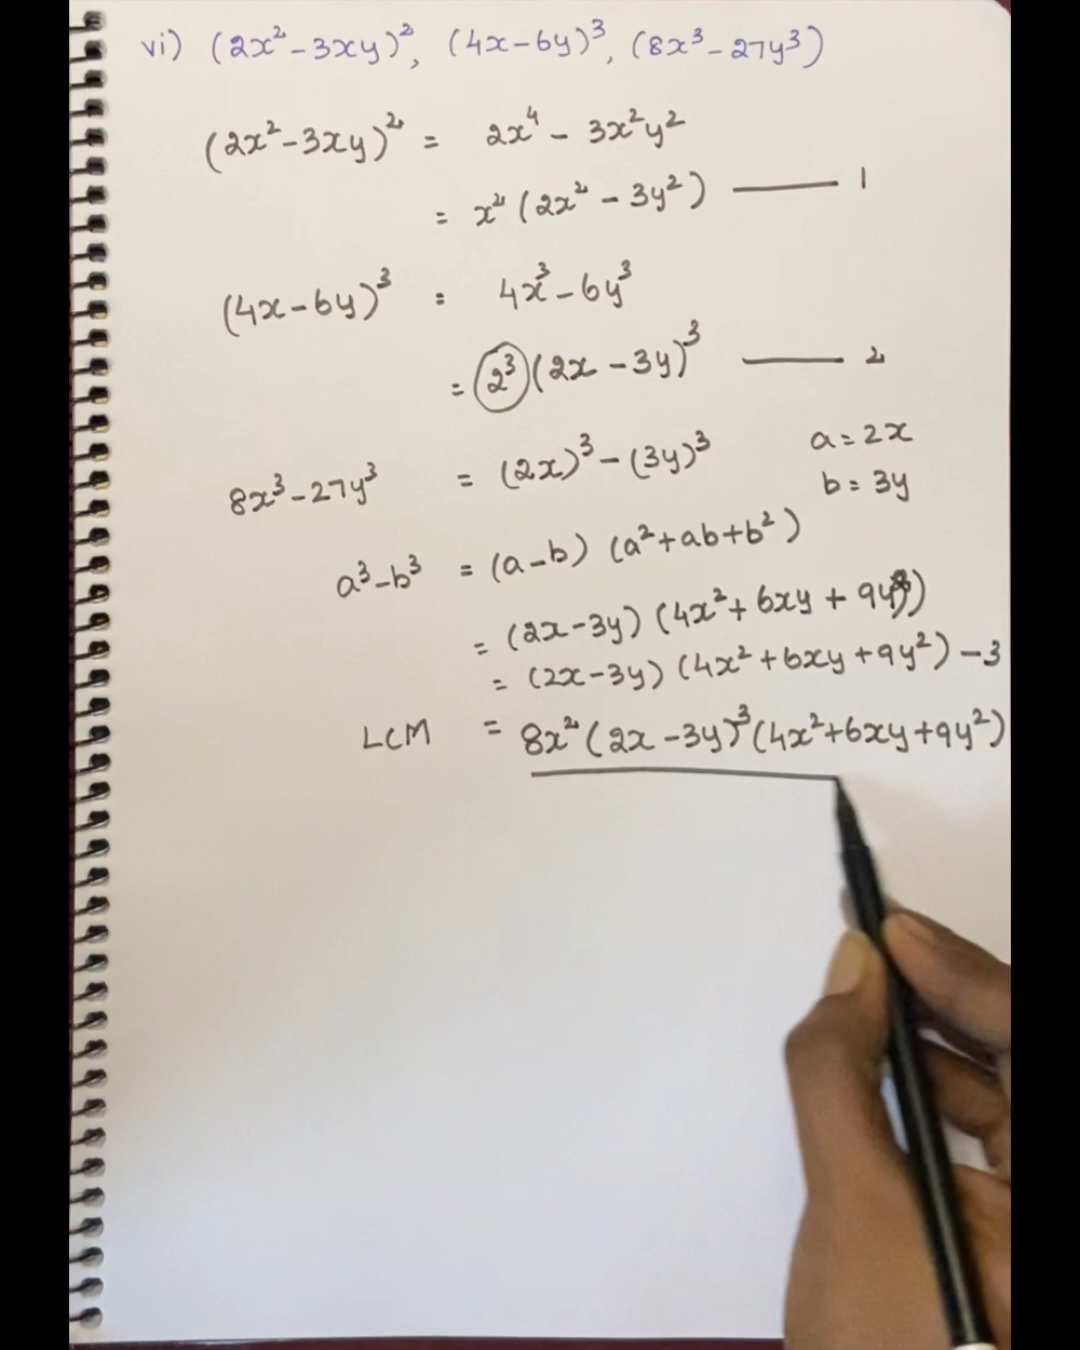 vi) (2x² - 3xy)², (4x - 6y)³, (8x³ - 27y³)
(2x² - 3xy)² = 2x⁴ - 3x²y²
= x²(2x² - 3y²) —— 1
(4x - 6y)³ = 4x³ - 6y³
= 2³(2x - 3y)³ —— 2
8x³ - 27y³ = (2x)³ - (3y)³ a = 2x
b = 3y
a³ - b³ = (a - b) (a² + ab + b²)
= (2x - 3y) (4x² + 6xy + 9y²)
= (2x - 3y) (4x² + 6xy + 9y²) - 3
LCM = 8x²(2x - 3y)³(4x² + 6xy + 9y²)